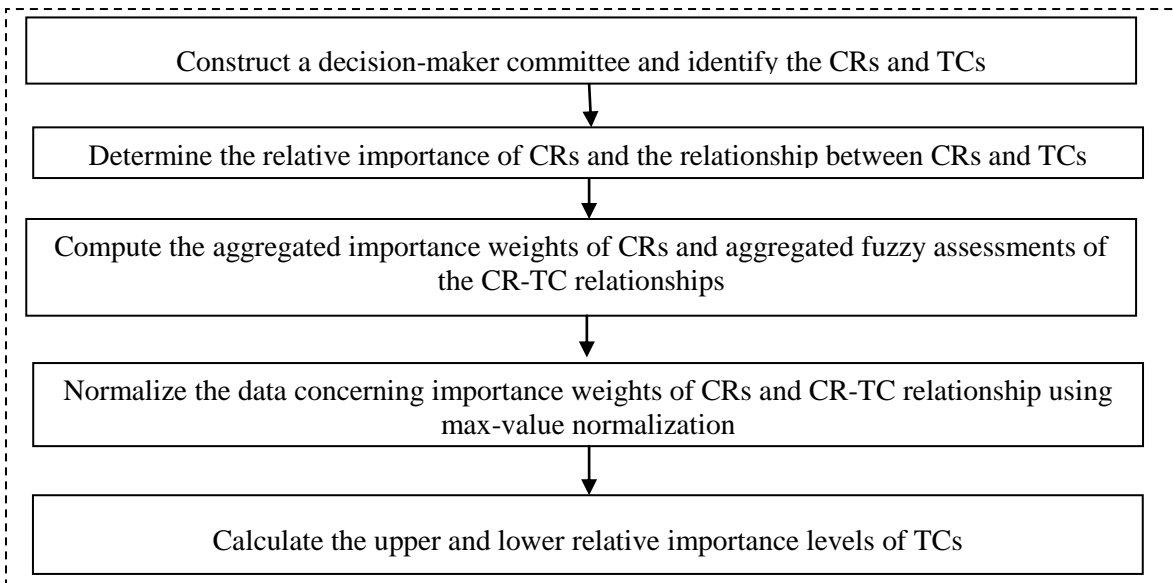 Construct a decision-maker committee and identify the CRs and TCs
Determine the relative importance of CRs and the relationship between CRs and TCs
Compute the aggregated importance weights of CRs and aggregated fuzzy assessments of
the CR-TC relationships
Normalize the data concerning importance weights of CRs and CR-TC relationship using
max-value normalization
Calculate the upper and lower relative importance levels of TCs